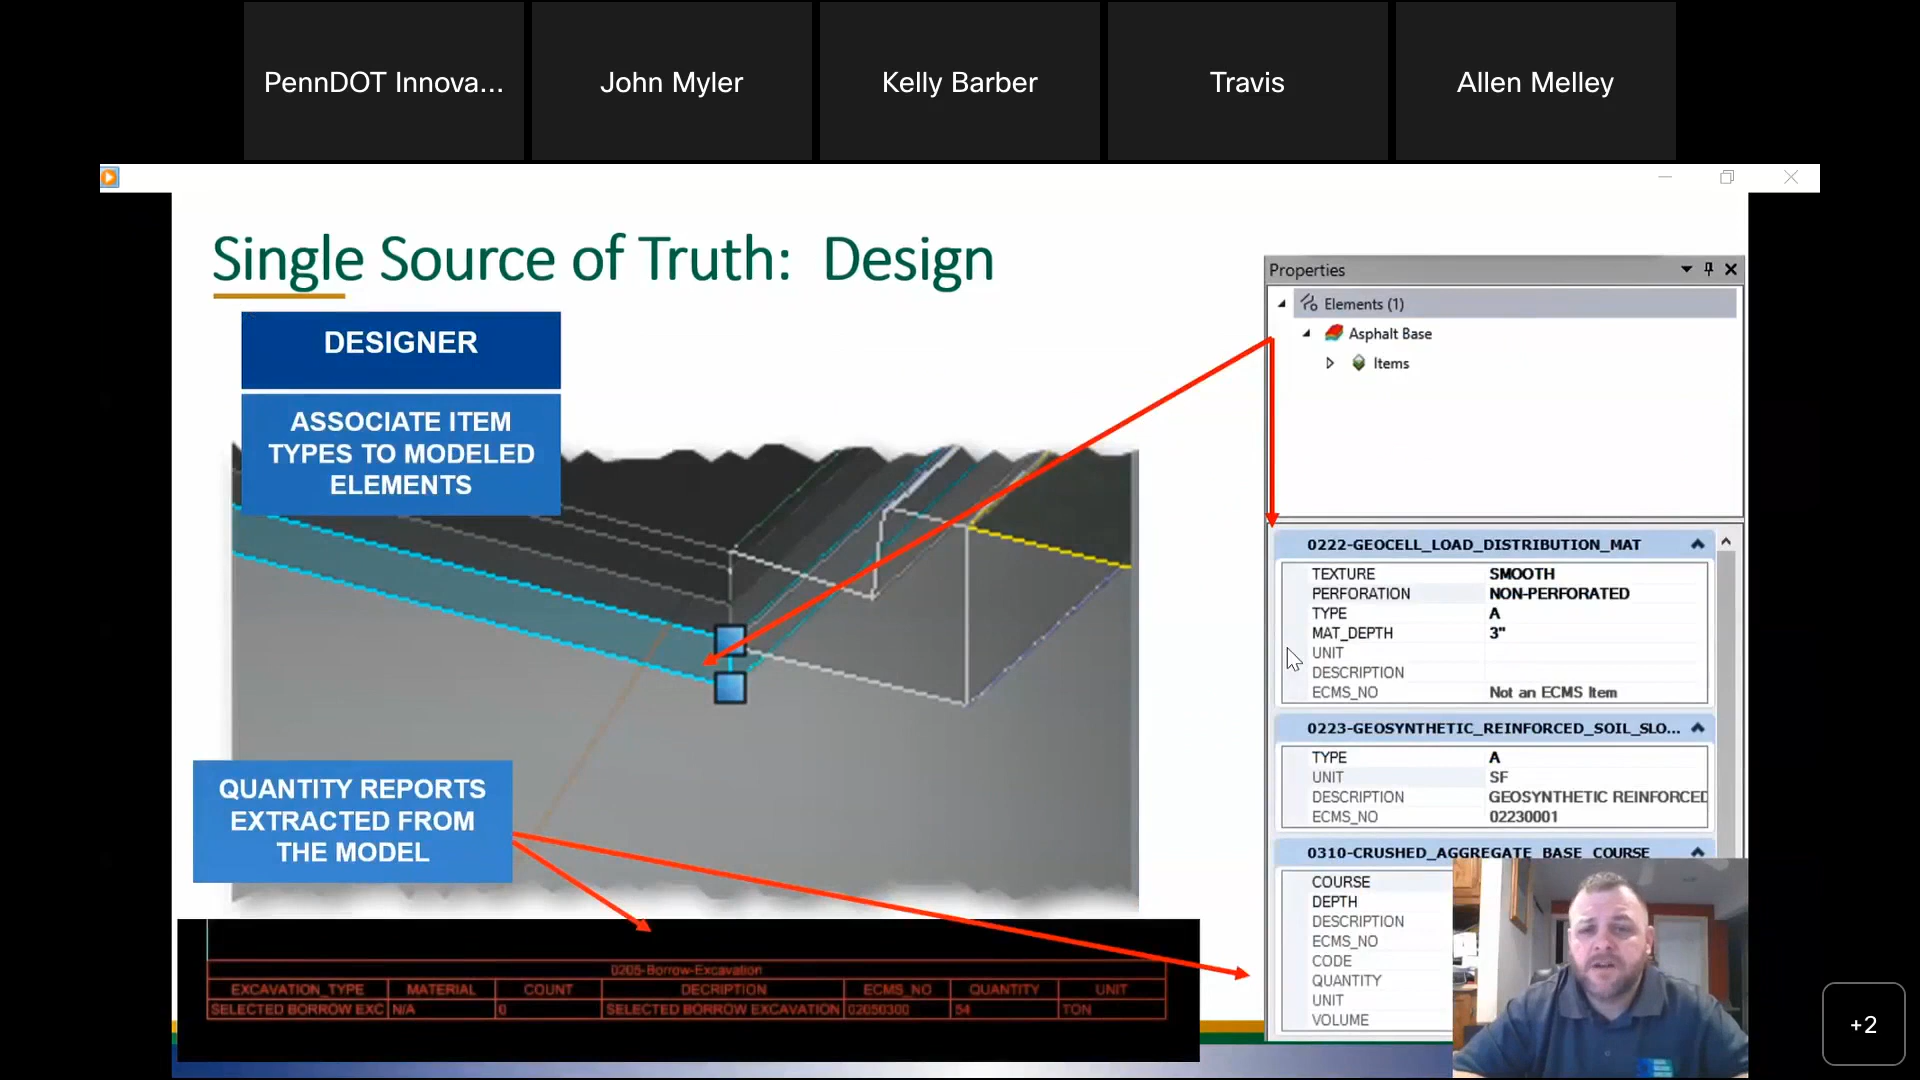 PennDOT Innova...
John Myler
Kelly Barber
Travis
Allen Melley
Single Source of Truth: Design
DESIGNER
ASSOCIATE ITEM
TYPES TO MODELED
ELEMENTS
QUANTITY REPORTS
EXTRACTED FROM
THE MODEL
Properties
Elements (1)
Asphalt Base
Items
0222-GEOCELL_LOAD_DISTRIBUTION_MAT
TEXTURE SMOOTH
PERFORATION NON-PERFORATED
TYPE A
MAT_DEPTH 3"
UNIT
DESCRIPTION
ECMS_NO Not an ECMS Item
0223-GEOSYNTHETIC_REINFORCED_SOIL_SLO...
TYPE A
UNIT SF
DESCRIPTION GEOSYNTHETIC REINFORCED
ECMS_NO 02230001
0310-CRUSHED_AGGREGATE_BASE_COURSE
COURSE
DEPTH
DESCRIPTION
ECMS_NO
CODE
QUANTITY
UNIT
VOLUME
0205-Borrow-Excavation
EXCAVATION_TYPE MATERIAL COUNT DECRIPTION ECMS_NO QUANTITY UNIT
SELECTED BORROW EXC N/A 0 SELECTED BORROW EXCAVATION 02050300 54 TON
+2